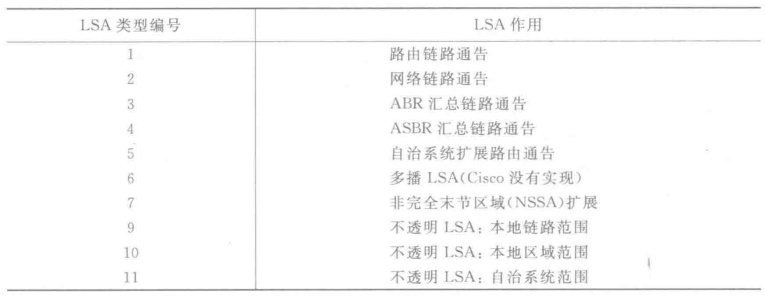 LSA 类型编号 LSA 作用
1 路由链路通告
2 网络链路通告
3 ABR 汇总链路通告
4 ASBR 汇总链路通告
5 自治系统扩展路由通告
6 多播 LSA(Cisco 没有实现)
7 非完全末节区域(NSSA)扩展
9 不透明 LSA: 本地链路范围
10 不透明 LSA: 本地区域范围
11 不透明 LSA: 自治系统范围